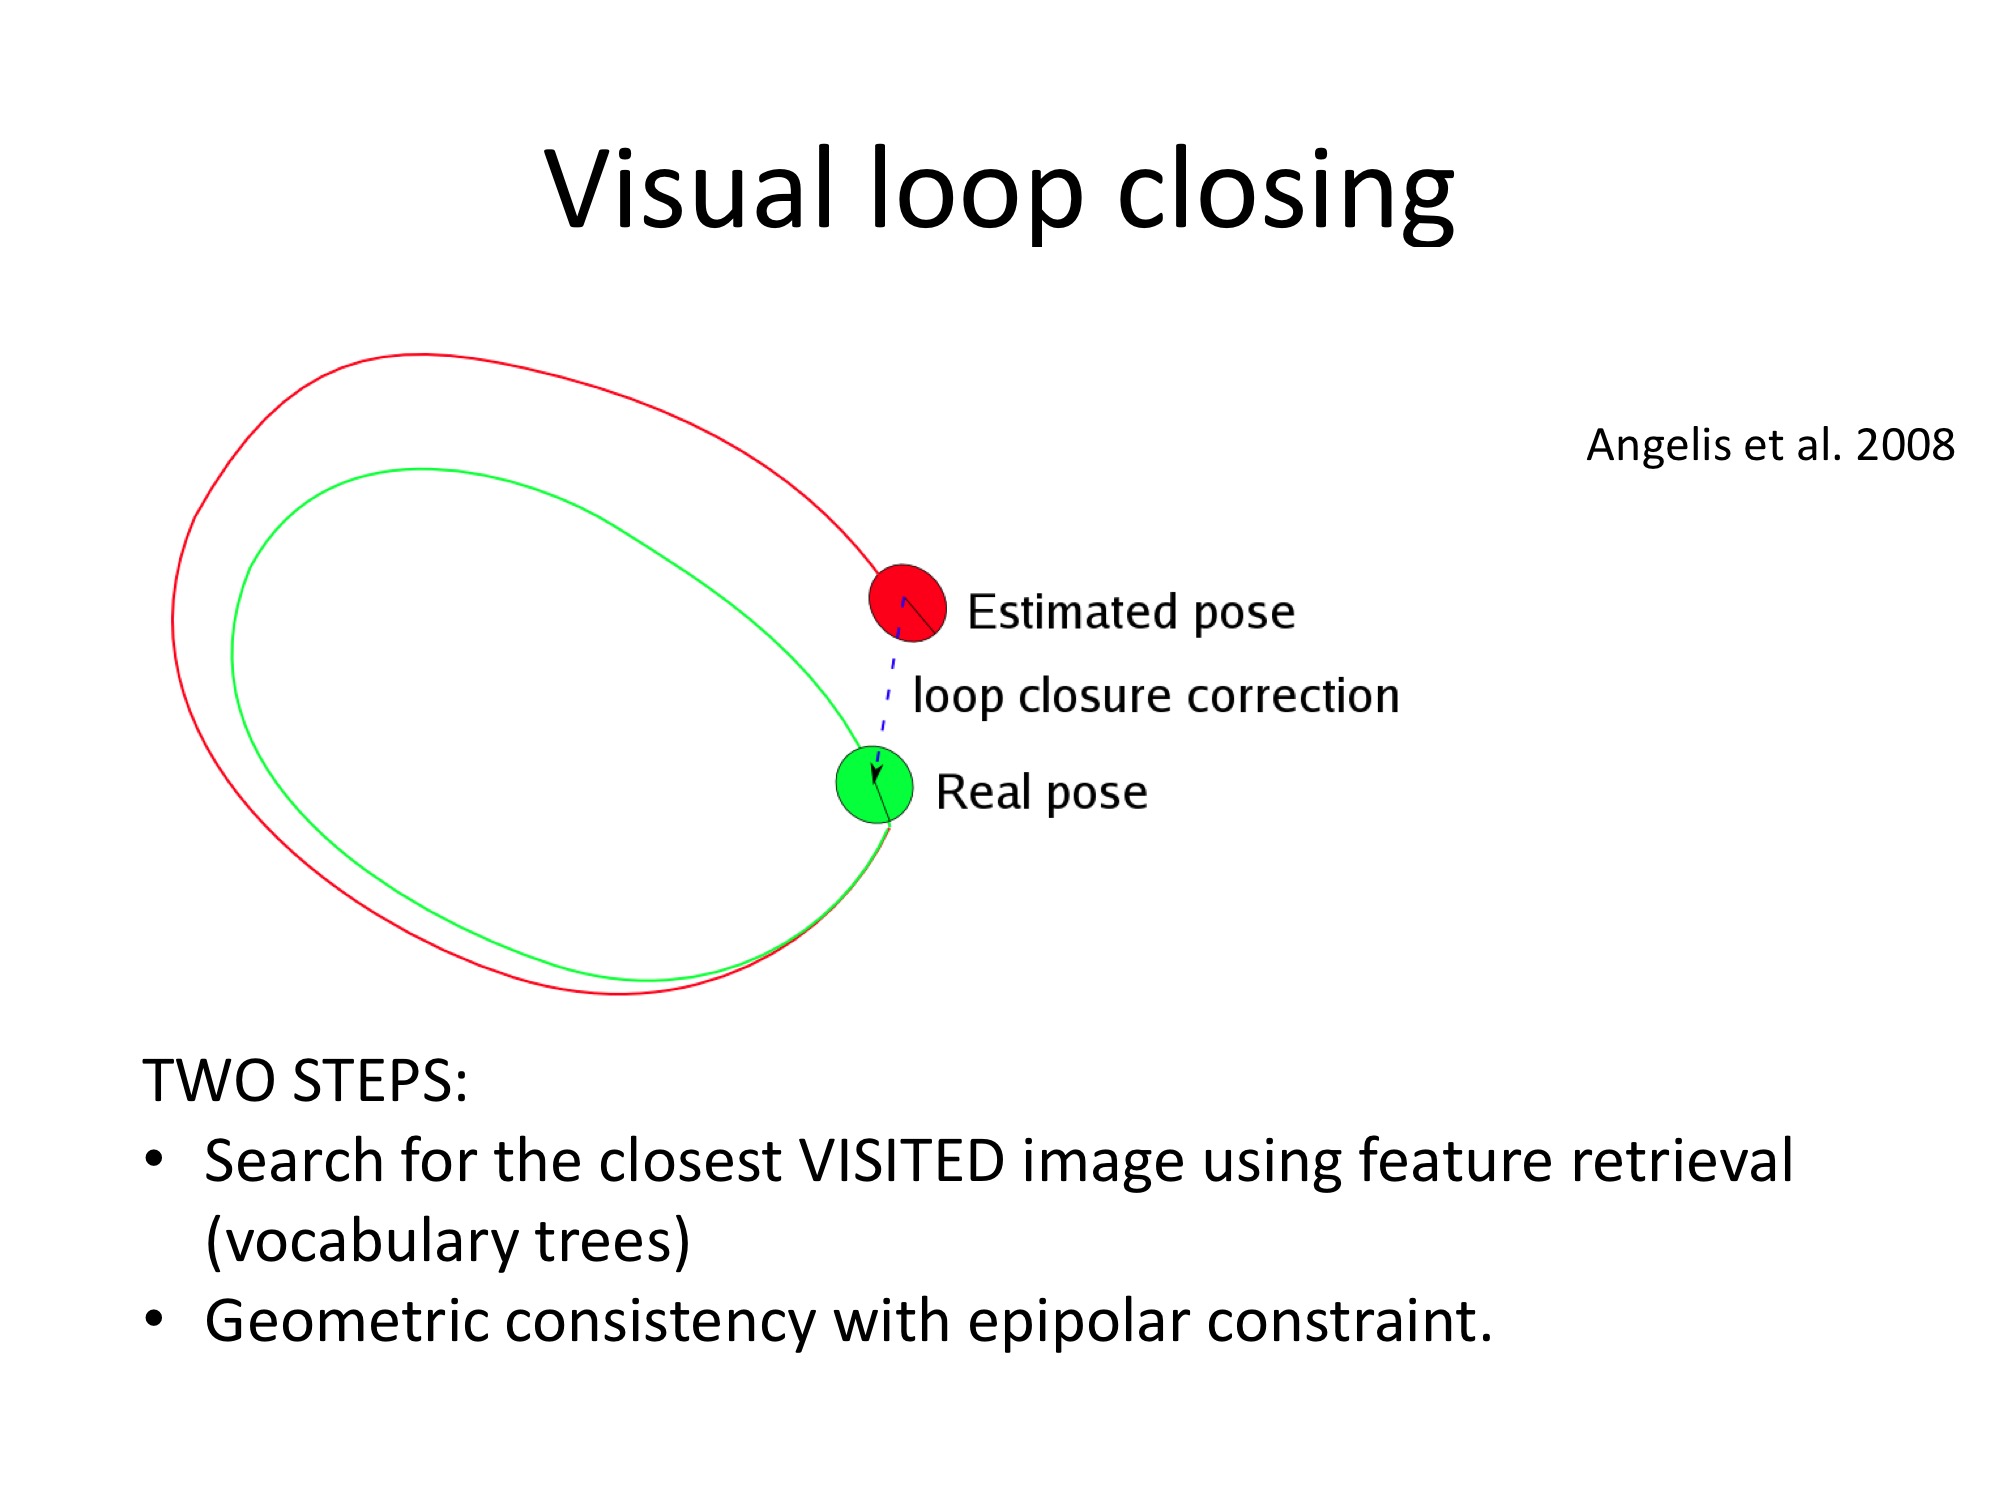 Visual loop closing
Angelis et al. 2008
Estimated pose
loop closure correction
Real pose
TWO STEPS:
• Search for the closest VISITED image using feature retrieval
(vocabulary trees)
• Geometric consistency with epipolar constraint.